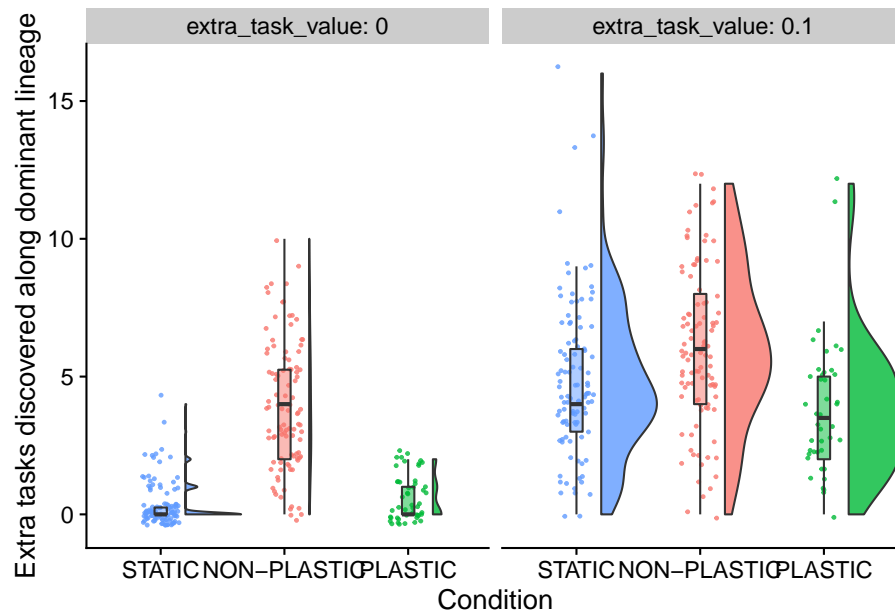 extra_task_value: 0
extra_task_value: 0.1
Extra tasks discovered along dominant lineage
15
10
5
0
STATIC NON−PLASTIC PLASTIC
STATIC NON−PLASTIC PLASTIC
Condition